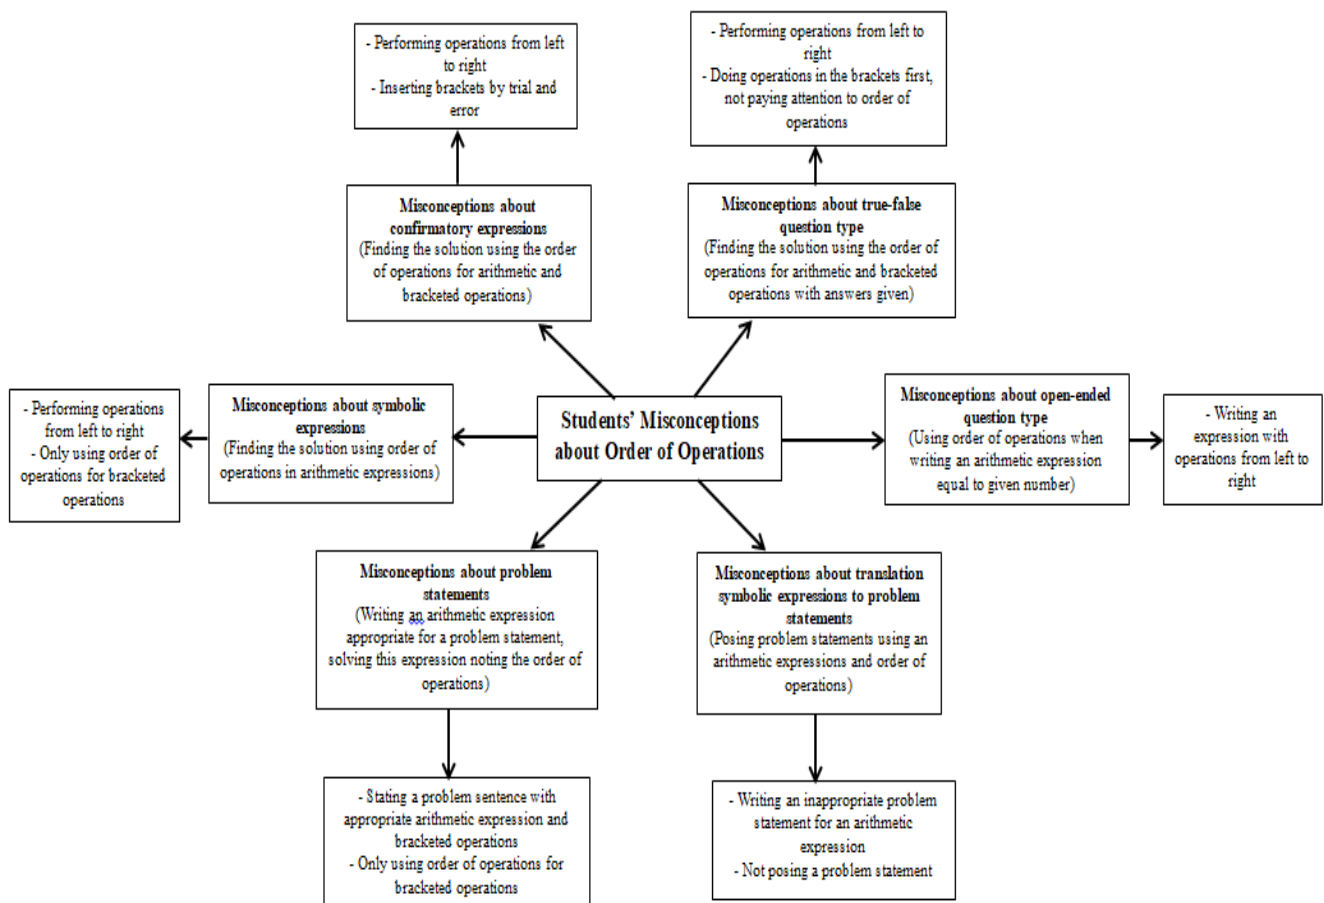 - Performing operations from left
to right
- Inserting brackets by trial and
error
- Performing operations from left to
right
- Doing operations in the brackets first,
not paying attention to order of
operations
Misconceptions about
confirmatory expressions
(Finding the solution using the order
of operations for arithmetic and
bracketed operations)
Misconceptions about true-false
question type
(Finding the solution using the order of
operations for arithmetic and bracketed
operations with answers given)
- Performing operations
from left to right
- Only using order of
operations for bracketed
operations
Misconceptions about symbolic
expressions
(Finding the solution using order of
operations in arithmetic expressions)
Students' Misconceptions
about Order of Operations
Misconceptions about open-ended
question type
(Using order of operations when
writing an arithmetic expression
equal to given number)
- Writing an
expression with
operations from left to
right
Misconceptions about problem
statements
(Writing an arithmetic expression
appropriate for a problem statement,
solving this expression noting the order of
operations)
Misconceptions about translation
symbolic expressions to problem
statements
(Posing problem statements using an
arithmetic expressions and order of
operations)
- Stating a problem sentence with
appropriate arithmetic expression and
bracketed operations
- Only using order of operations for
bracketed operations
- Writing an inappropriate problem
statement for an arithmetic
expression
- Not posing a problem statement